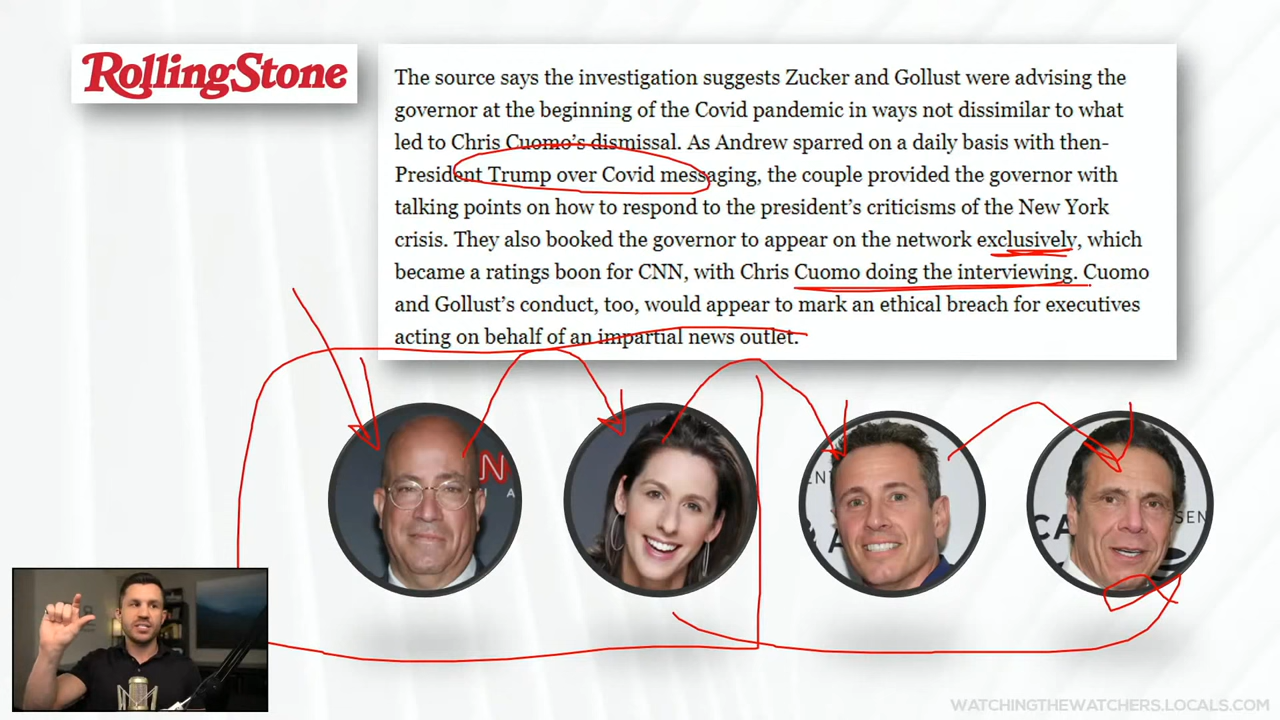 RollingStone
The source says the investigation suggests Zucker and Gollust were advising the
governor at the beginning of the Covid pandemic in ways not dissimilar to what
led to Chris Cuomo’s dismissal. As Andrew sparred on a daily basis with then-
President Trump over Covid messaging, the couple provided the governor with
talking points on how to respond to the president’s criticisms of the New York
crisis. They also booked the governor to appear on the network exclusively, which
became a ratings boon for CNN, with Chris Cuomo doing the interviewing. Cuomo
and Gollust’s conduct, too, would appear to mark an ethical breach for executives
acting on behalf of an impartial news outlet.
WATCHINGTHEWATCHERS.LOCALS.COM